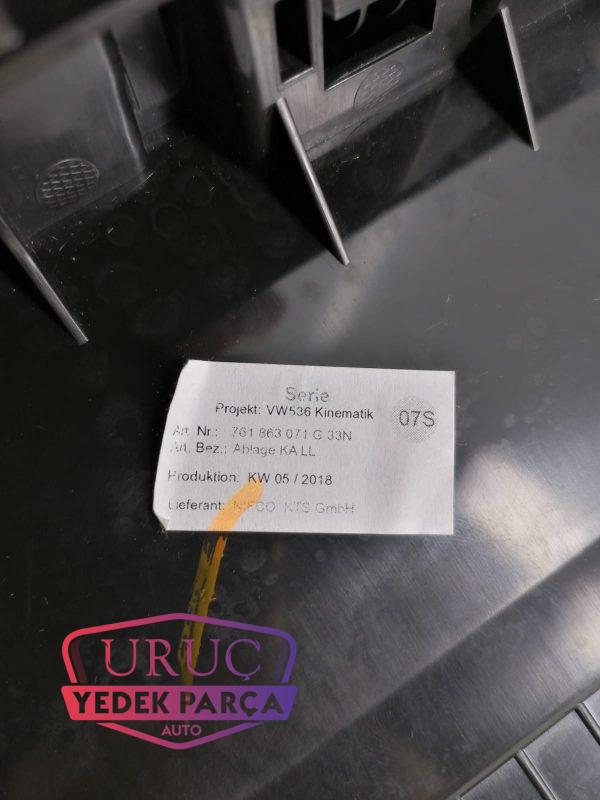 Serie
Projekt: VW536 Kinematik
07S
Art. Nr.: 761 863 071 G 33N
Art. Bez.: Ablage KA LL
Produktion: KW 05 / 2018
Lieferant: NIFCO KTS GmbH
URUÇ
YEDEK PARÇA
AUTO